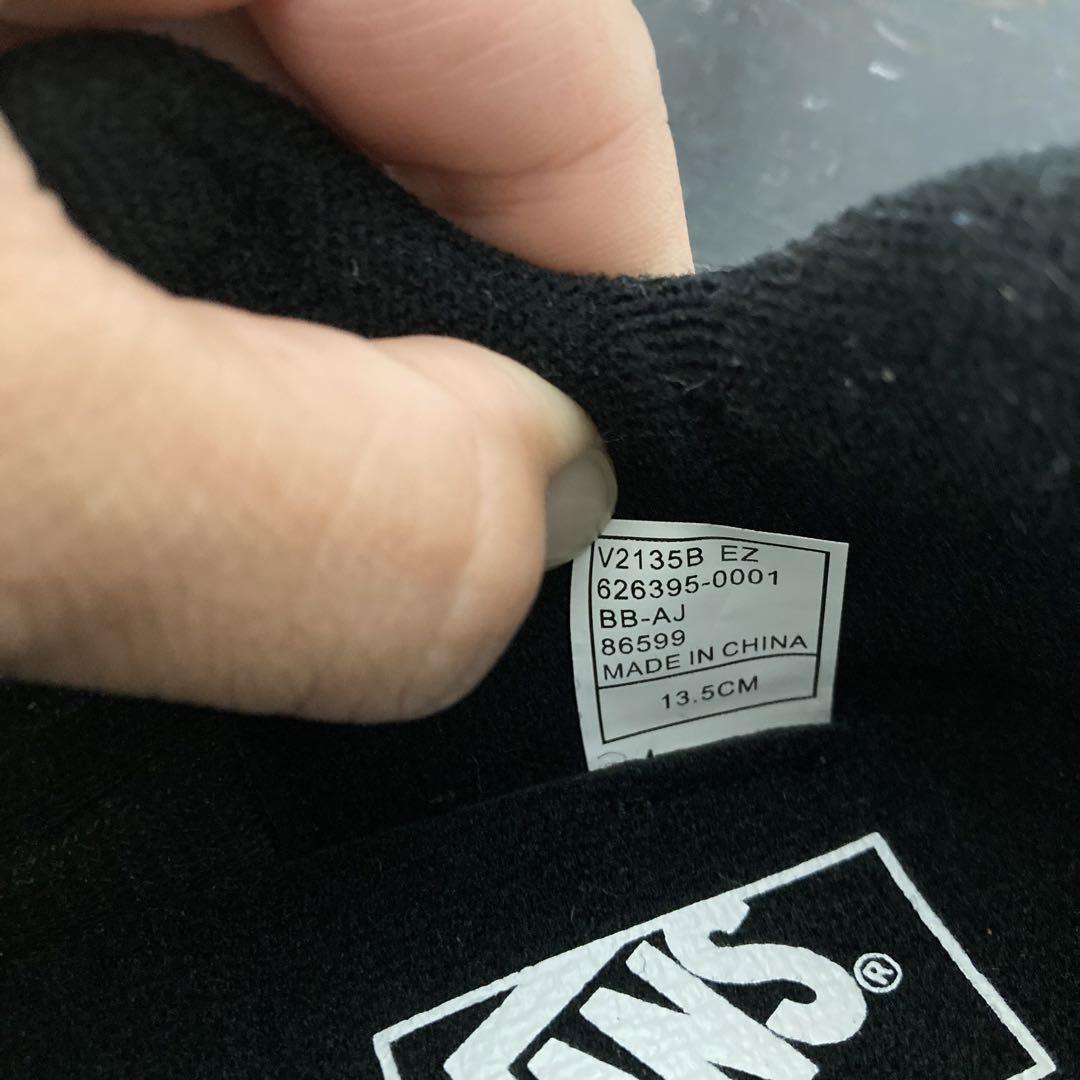 V2135B EZ
626395-0001
BB-AJ
86599
MADE IN CHINA
13.5CM
®